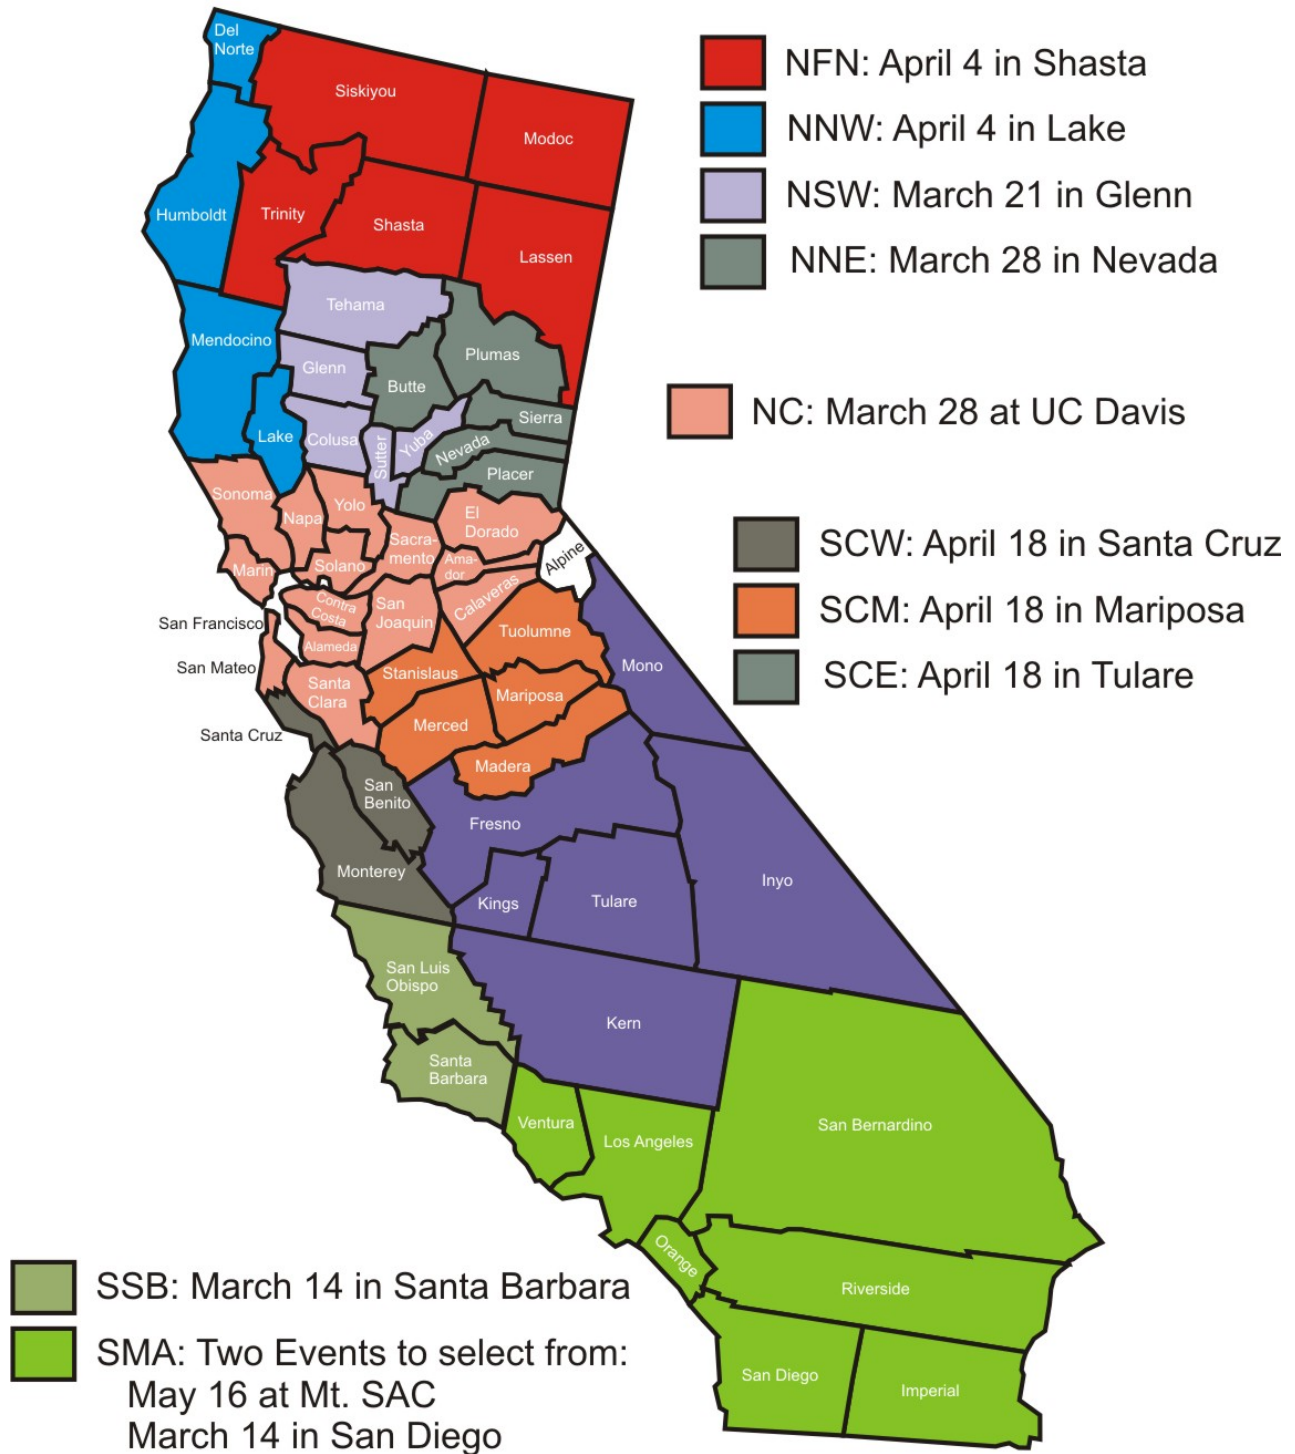 Del
Norte
Siskiyou
Modoc
Humboldt
Trinity
Shasta
Lassen
Tehama
Mendocino
Glenn
Plumas
Butte
Lake
Colusa
Sutter
Yuba
Sierra
Nevada
Placer
Sonoma
Napa
Yolo
El
Dorado
Sacra-
mento
Alpine
Marin
Solano
Ama-
dor
Contra
Costa
San
Joaquin
Calaveras
San Francisco
Alameda
Tuolumne
San Mateo
Santa
Clara
Stanislaus
Mono
Mariposa
Merced
Santa Cruz
Madera
San
Benito
Fresno
Monterey
Inyo
Kings
Tulare
San Luis
Obispo
Kern
Santa
Barbara
Ventura
Los Angeles
San Bernardino
Orange
Riverside
San Diego
Imperial
NFN: April 4 in Shasta
NNW: April 4 in Lake
NSW: March 21 in Glenn
NNE: March 28 in Nevada
NC: March 28 at UC Davis
SCW: April 18 in Santa Cruz
SCM: April 18 in Mariposa
SCE: April 18 in Tulare
SSB: March 14 in Santa Barbara
SMA: Two Events to select from:
May 16 at Mt. SAC
March 14 in San Diego